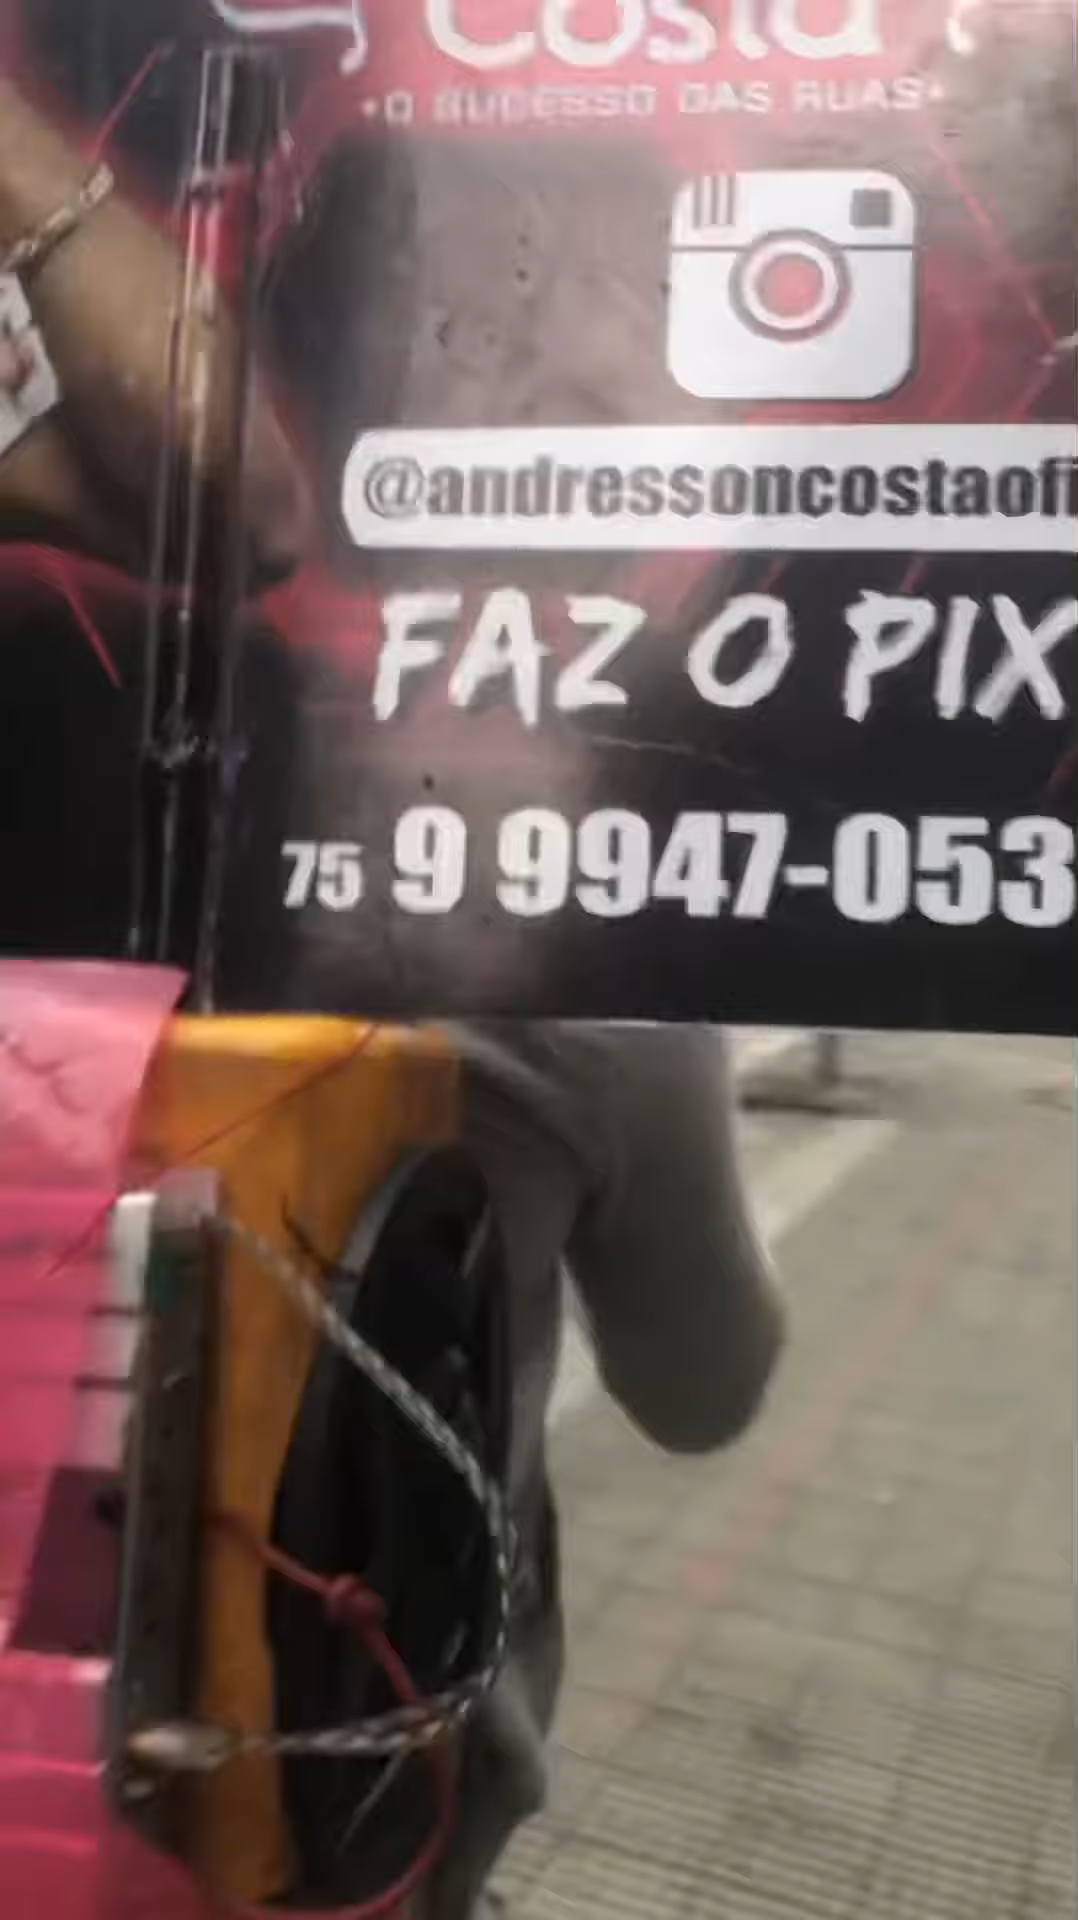 Costa
•O SUCESSO DAS RUAS•
@andressoncostaofi
FAZ O PIX
75 9 9947-053